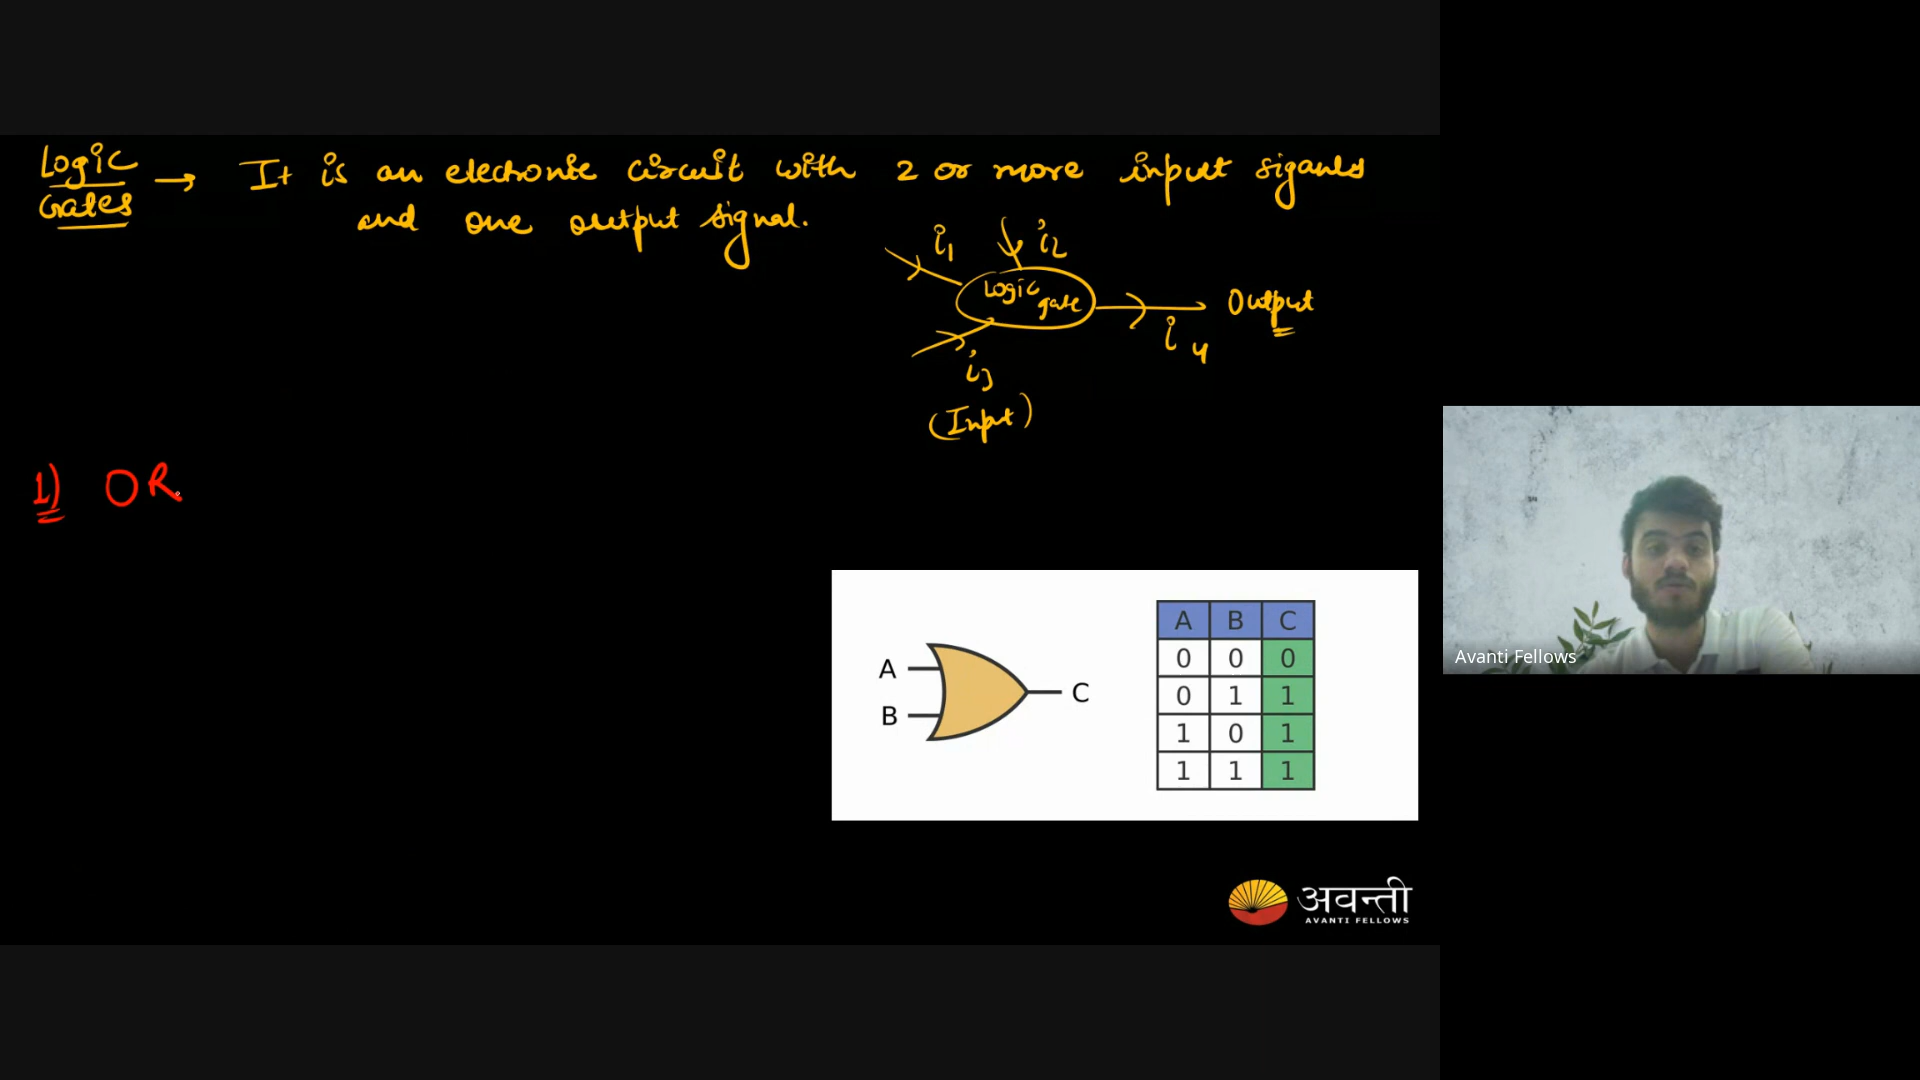 Logic
Gates → It is an electronic circuit with 2 or more input siganls
and one output signal.
i1 i2
Logic gate
Output
i4
i3
(Input)
1) OR
A
B
C
A B C
0 0 0
0 1 1
1 0 1
1 1 1
Avanti Fellows
अवन्ती
AVANTI FELLOWS